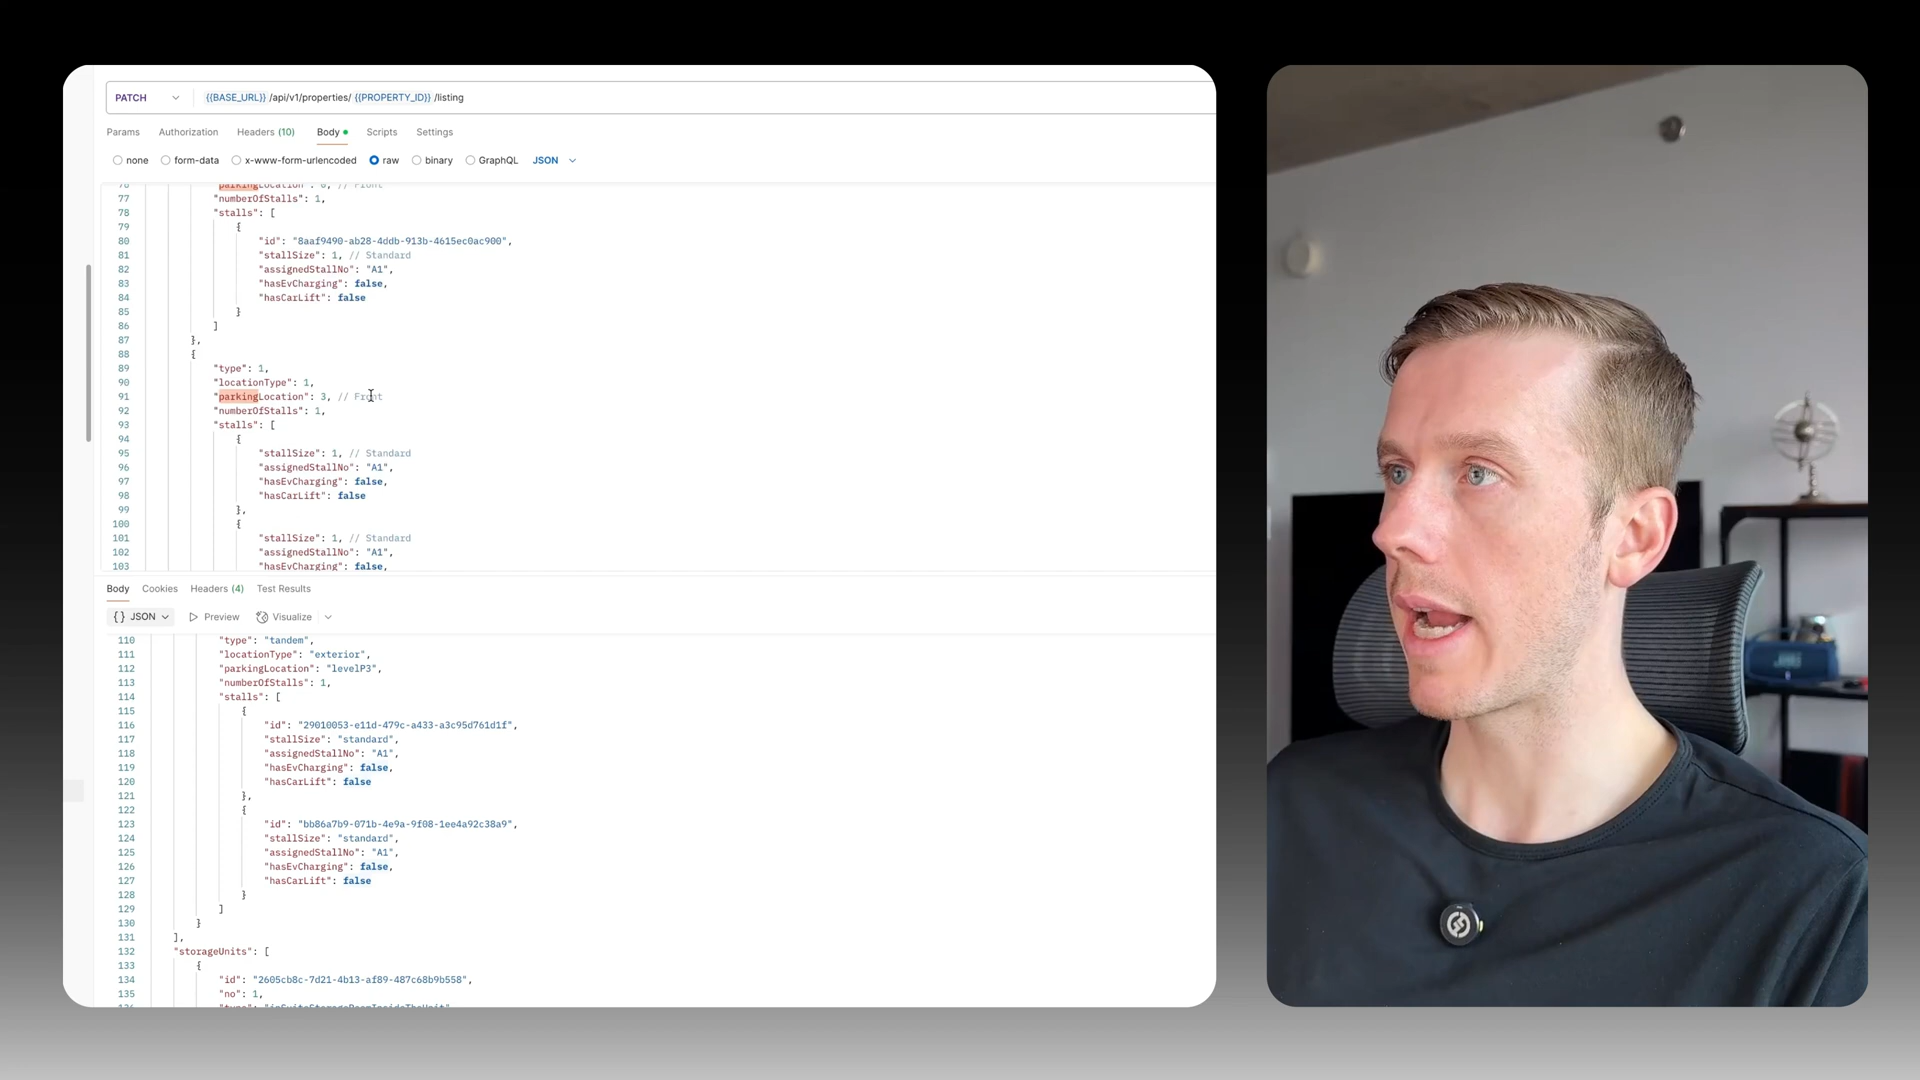 PATCH {{BASE_URL}} /api/v1/properties/ {{PROPERTY_ID}} /listing
Params Authorization Headers (10) Body Scripts Settings
none form-data x-www-form-urlencoded raw binary GraphQL JSON
76 "parkingLocation": 0, // Front
77 "numberOfStalls": 1,
78 "stalls": [
79 {
80 "id": "8aaf9490-ab28-4ddb-913b-4615ec0ac900",
81 "stallSize": 1, // Standard
82 "assignedStallNo": "A1",
83 "hasEvCharging": false,
84 "hasCarLift": false
85 }
86 ]
87 },
88 {
89 "type": 1,
90 "locationType": 1,
91 "parkingLocation": 3, // Front
92 "numberOfStalls": 1,
93 "stalls": [
94 {
95 "stallSize": 1, // Standard
96 "assignedStallNo": "A1",
97 "hasEvCharging": false,
98 "hasCarLift": false
99 },
100 {
101 "stallSize": 1, // Standard
102 "assignedStallNo": "A1",
103 "hasEvCharging": false,
Body Cookies Headers (4) Test Results
{ } JSON Preview Visualize
110 "type": "tandem",
111 "locationType": "exterior",
112 "parkingLocation": "levelP3",
113 "numberOfStalls": 1,
114 "stalls": [
115 {
116 "id": "29010053-e11d-479c-a433-a3c95d761d1f",
117 "stallSize": "standard",
118 "assignedStallNo": "A1",
119 "hasEvCharging": false,
120 "hasCarLift": false
121 },
122 {
123 "id": "bb86a7b9-071b-4e9a-9f08-1ee4a92c38a9",
124 "stallSize": "standard",
125 "assignedStallNo": "A1",
126 "hasEvCharging": false,
127 "hasCarLift": false
128 }
129 ]
130 }
131 ],
132 "storageUnits": [
133 {
134 "id": "2605cb8c-7d21-4b13-af89-487c68b9b558",
135 "no": 1,